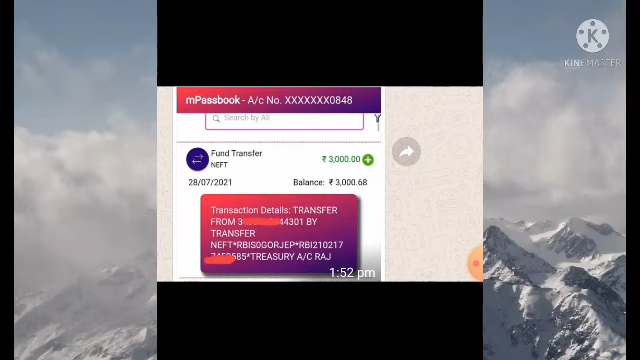 KINEMASTER
mPassbook - A/c No. XXXXXXX0848
Search by All
Fund Transfer
NEFT
₹ 3,000.00
28/07/2021
Balance: ₹ 3,000.68
Transaction Details: TRANSFER
FROM 3 44301 BY
TRANSFER
NEFT*RBIS0GORJEP*RBI210217
585*TREASURY A/C RAJ
1:52 pm